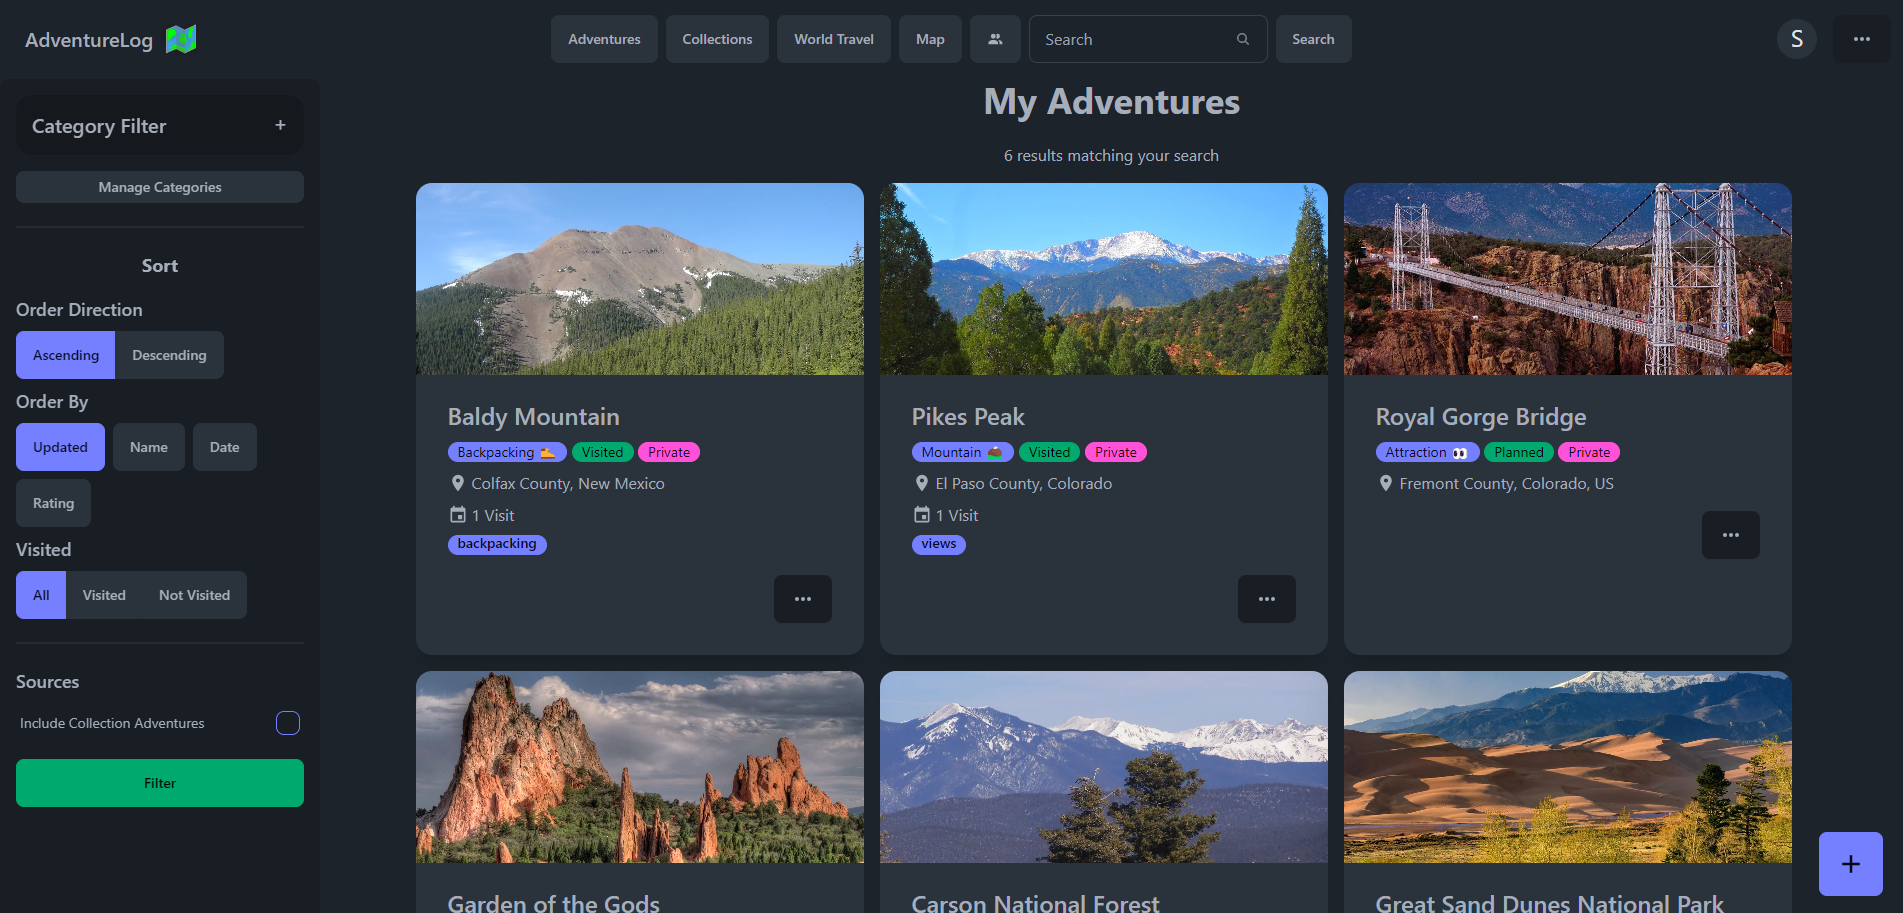 AdventureLog
Adventures
Collections
World Travel
Map
Search
Search
S
Category Filter
+
Manage Categories
Sort
Order Direction
Ascending
Descending
Order By
Updated
Name
Date
Rating
Visited
All
Visited
Not Visited
Sources
Include Collection Adventures
Filter
My Adventures
6 results matching your search
Baldy Mountain
Backpacking
Visited
Private
Colfax County, New Mexico
1 Visit
backpacking
Pikes Peak
Mountain
Visited
Private
El Paso County, Colorado
1 Visit
views
Royal Gorge Bridge
Attraction
Planned
Private
Fremont County, Colorado, US
Garden of the Gods
Carson National Forest
Great Sand Dunes National Park